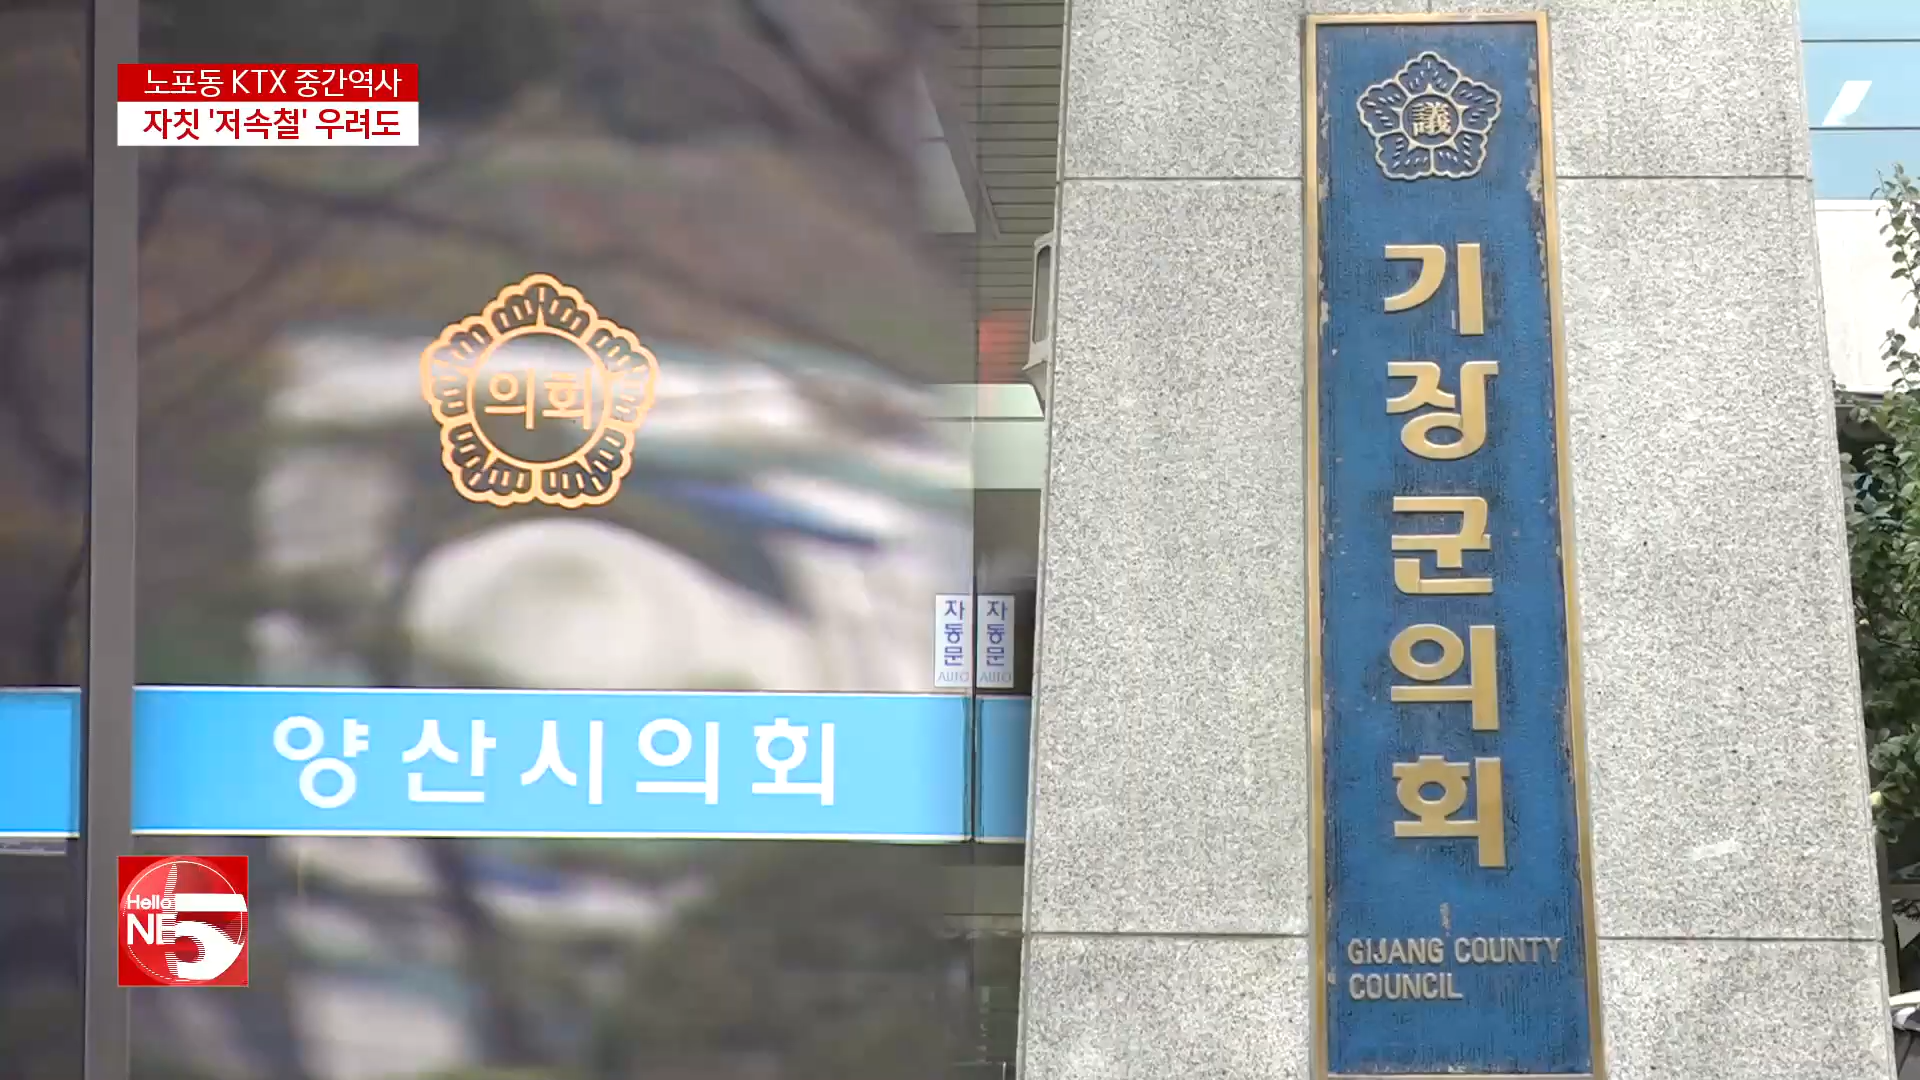 노포동 KTX 중간역사
자칫 '저속철' 우려도
의회
자동문
AUTO
자동문
AUTO
양산시의회
Hello
5
議
기장군의회
GIJANG COUNTY
COUNCIL